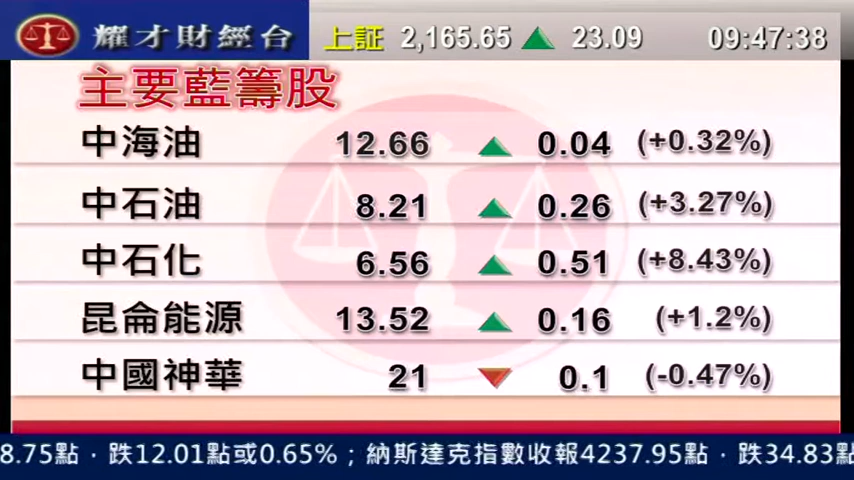 耀才財經台 上証 2,165.65 ▲ 23.09 09:47:38
主要藍籌股
中海油 12.66 ▲ 0.04 (+0.32%)
中石油 8.21 ▲ 0.26 (+3.27%)
中石化 6.56 ▲ 0.51 (+8.43%)
昆侖能源 13.52 ▲ 0.16 (+1.2%)
中國神華 21 ▼ 0.1 (-0.47%)
8.75點，跌12.01點或0.65%；納斯達克指數收報4237.95點，跌34.83點